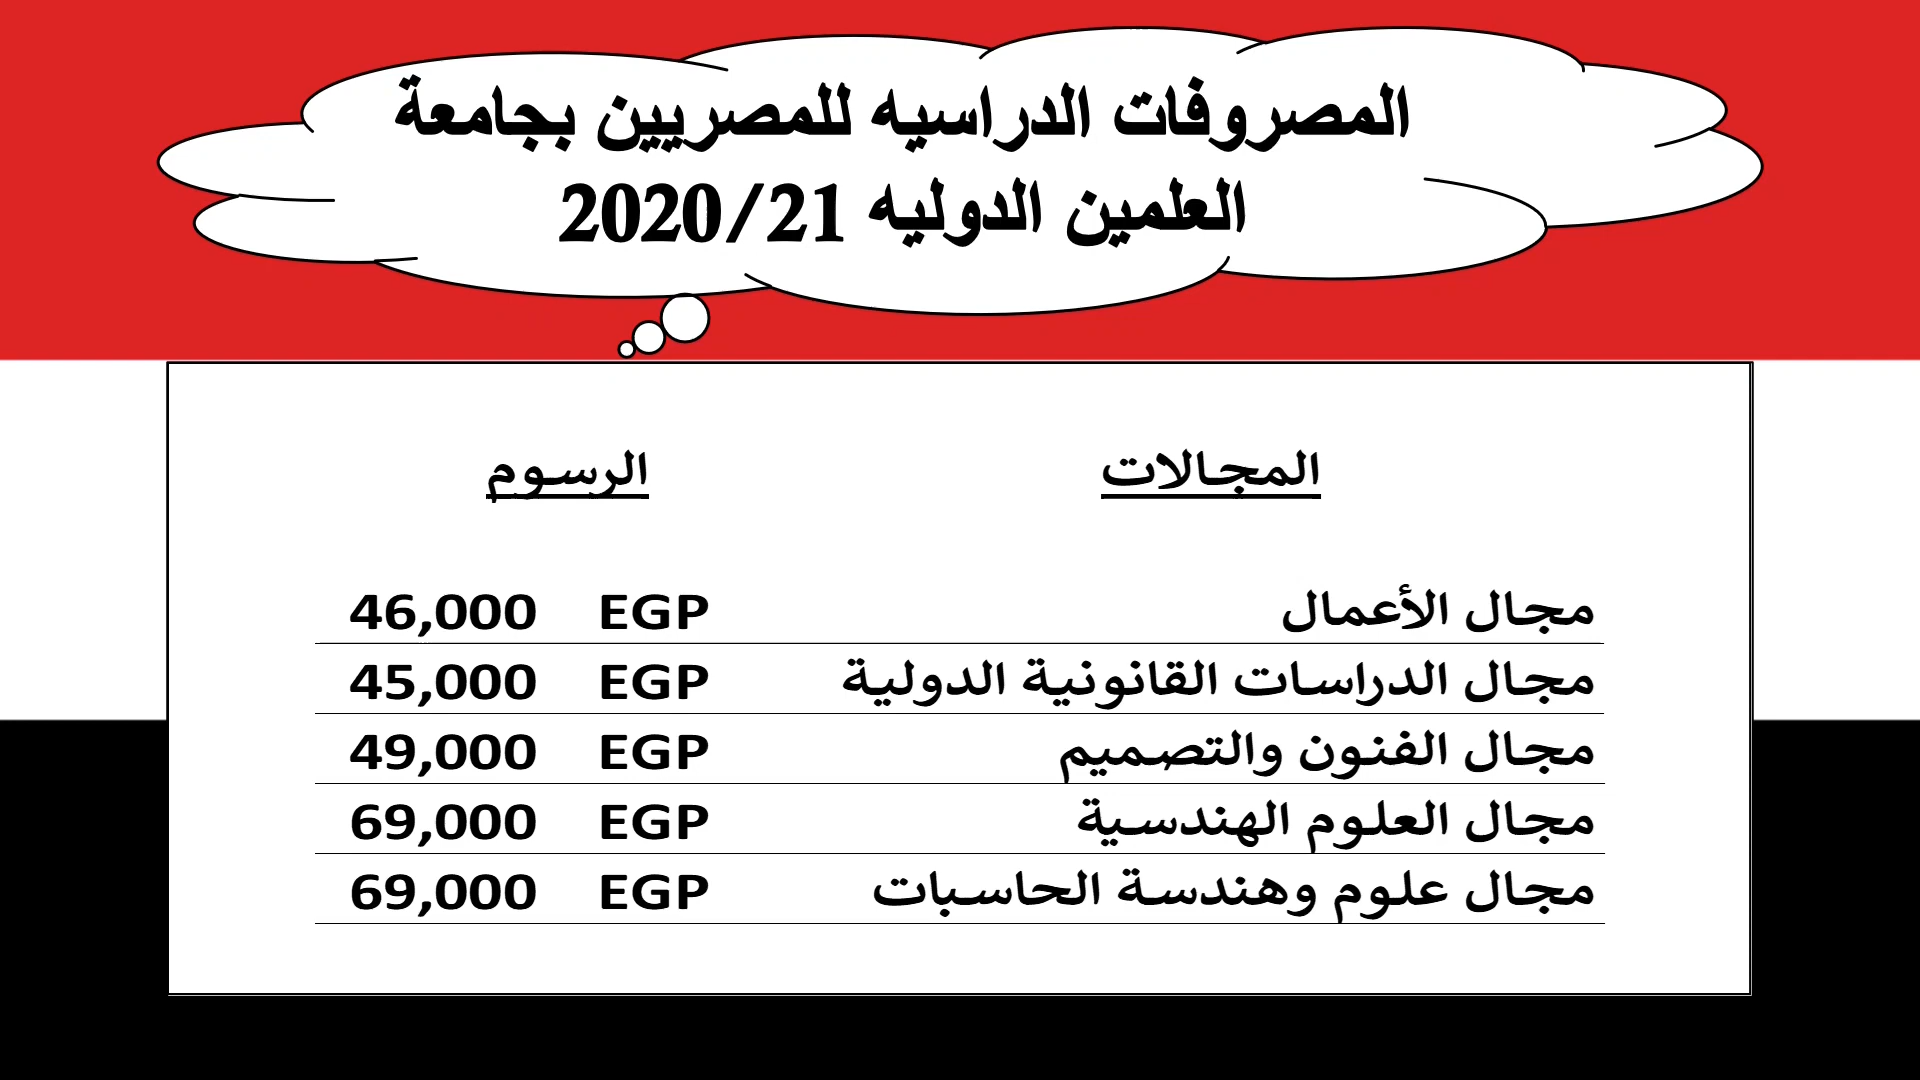 المصروفات الدراسيه للمصريين بجامعة
العلمين الدوليه 2020/21
المجالات الرسوم
مجال الأعمال 46,000 EGP
مجال الدراسات القانونية الدولية 45,000 EGP
مجال الفنون والتصميم 49,000 EGP
مجال العلوم الهندسية 69,000 EGP
مجال علوم وهندسة الحاسبات 69,000 EGP